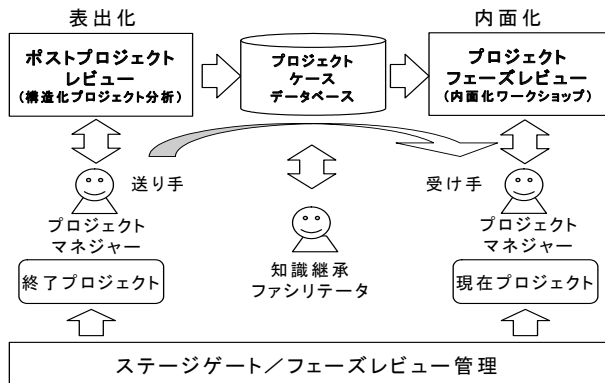 表出化
内面化
ポストプロジェクト
レビュー
(構造化プロジェクト分析)
プロジェクト
ケース
データベース
プロジェクト
フェーズレビュー
(内面化ワークショップ)
送り手
受け手
プロジェクト
マネジャー
知識継承
ファシリテータ
プロジェクト
マネジャー
終了プロジェクト
現在プロジェクト
ステージゲート/フェーズレビュー管理